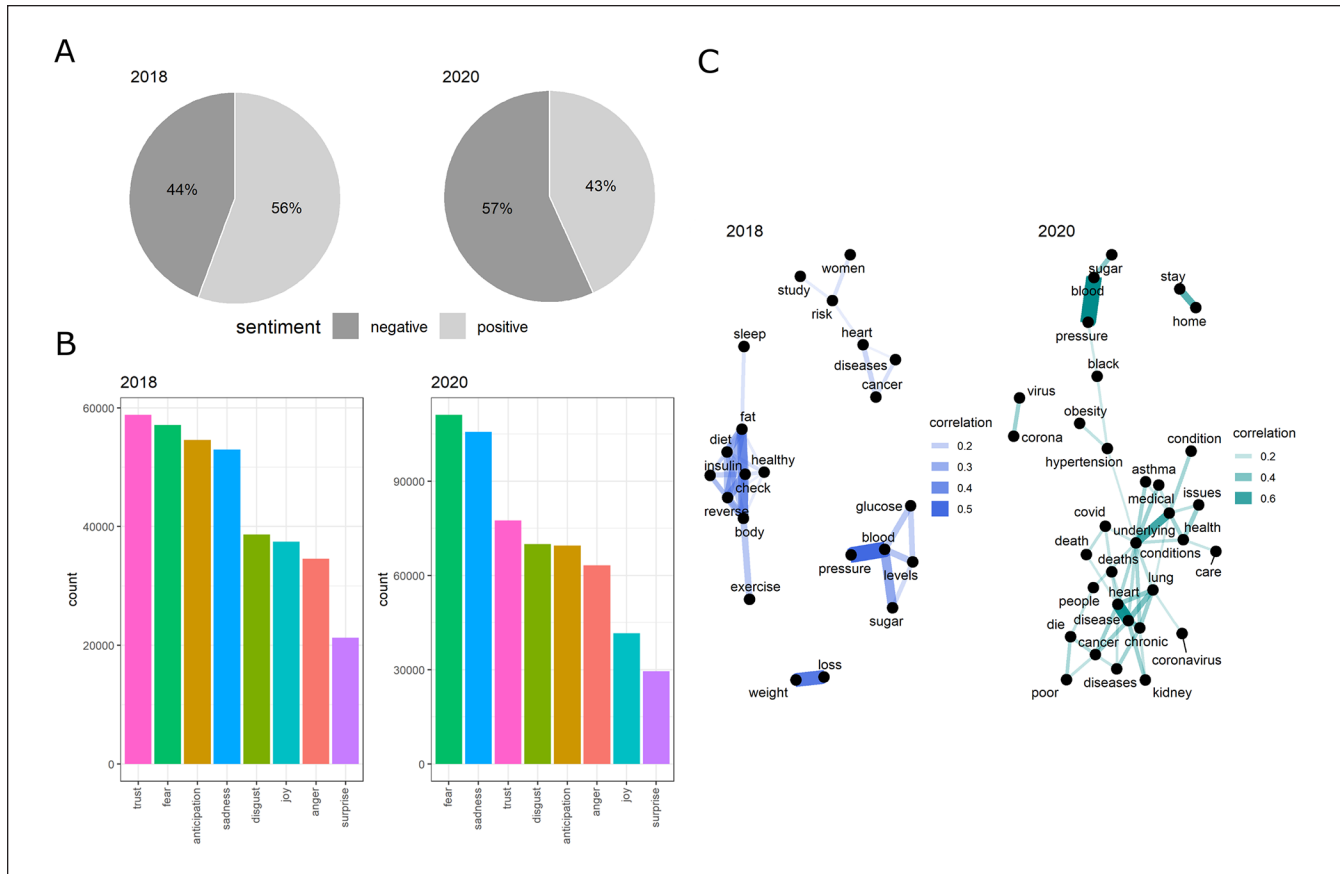 A
2018
44%
56%
2020
57%
43%
sentiment negative positive
B
2018
count
60000
40000
20000
0
trust
fear
anticipation
sadness
disgust
joy
anger
surprise
2020
count
90000
60000
30000
0
fear
sadness
trust
disgust
anticipation
anger
joy
surprise
C
2018
women
study
risk
sleep
heart
diseases
cancer
fat
diet
healthy
insulin
check
reverse
body
exercise
glucose
blood
pressure
levels
sugar
loss
weight
correlation
0.2
0.3
0.4
0.5
2020
sugar
blood
pressure
stay
home
black
virus
corona
obesity
hypertension
condition
asthma
medical
issues
covid
underlying
health
death
conditions
care
deaths
lung
people
heart
die
disease
cancer
chronic
coronavirus
poor
diseases
kidney
correlation
0.2
0.4
0.6